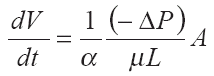 dV/dt = 1/α (− ΔP)/μL A